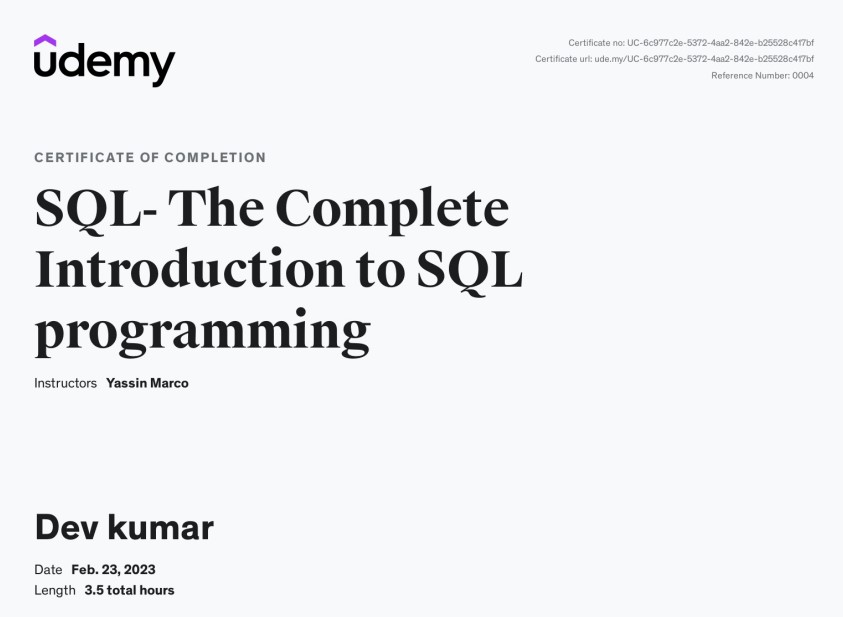 udemy
Certificate no: UC-6c977c2e-5372-4aa2-842e-b25528c417bf
Certificate url: ude.my/UC-6c977c2e-5372-4aa2-842e-b25528c417bf
Reference Number: 0004
CERTIFICATE OF COMPLETION
SQL- The Complete
Introduction to SQL
programming
Instructors Yassin Marco
Dev kumar
Date Feb. 23, 2023
Length 3.5 total hours